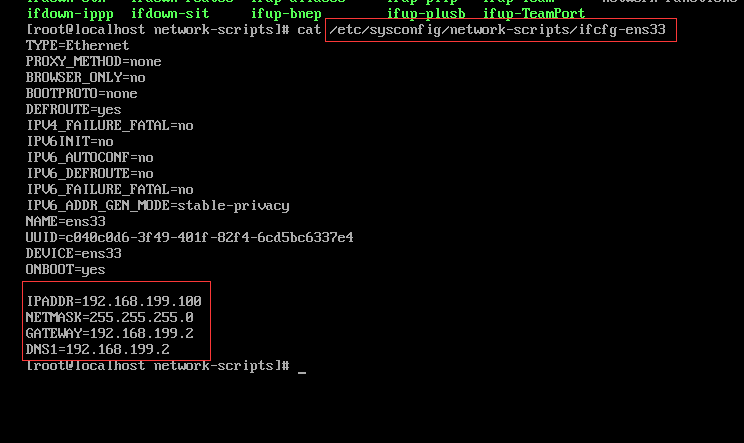 ifup-bnep
ifdown-ippp ifdown-sit ifup-plusb ifup-TeamPort
[root@localhost network-scripts]# cat /etc/sysconfig/network-scripts/ifcfg-ens33
TYPE=Ethernet
PROXY_METHOD=none
BROWSER_ONLY=no
BOOTPROTO=none
DEFROUTE=yes
IPV4_FAILURE_FATAL=no
IPV6INIT=no
IPV6_AUTOCONF=no
IPV6_DEFROUTE=no
IPV6_FAILURE_FATAL=no
IPV6_ADDR_GEN_MODE=stable-privacy
NAME=ens33
UUID=c040c0d6-3f49-401f-82f4-6cd5bc6337e4
DEVICE=ens33
ONBOOT=yes
IPADDR=192.168.199.100
NETMASK=255.255.255.0
GATEWAY=192.168.199.2
DNS1=192.168.199.2
[root@localhost network-scripts]# _